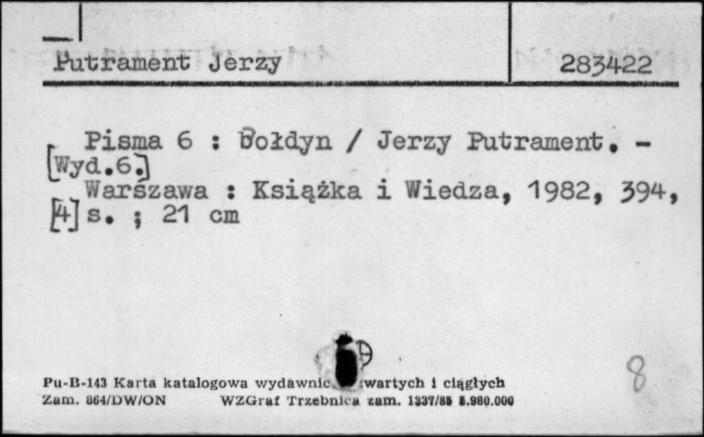 Putrament Jerzy 283422
Pisma 6 : Bołdyn / Jerzy Putrament. -
[Wyd.6.]
Warszawa : Książka i Wiedza, 1982, 394,
[4] s. ; 21 cm
Pu-B-143 Karta katalogowa wydawnic wartych i ciągłych
Zam. 864/DW/ON WZGraf Trzebnica zam. 1337/85 5.980.000
8